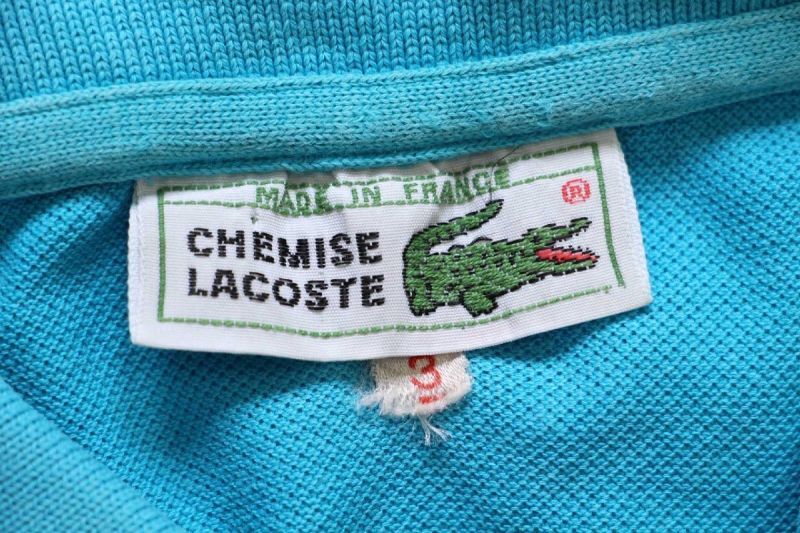 MADE IN FRANCE
®
CHEMISE
LACOSTE
3